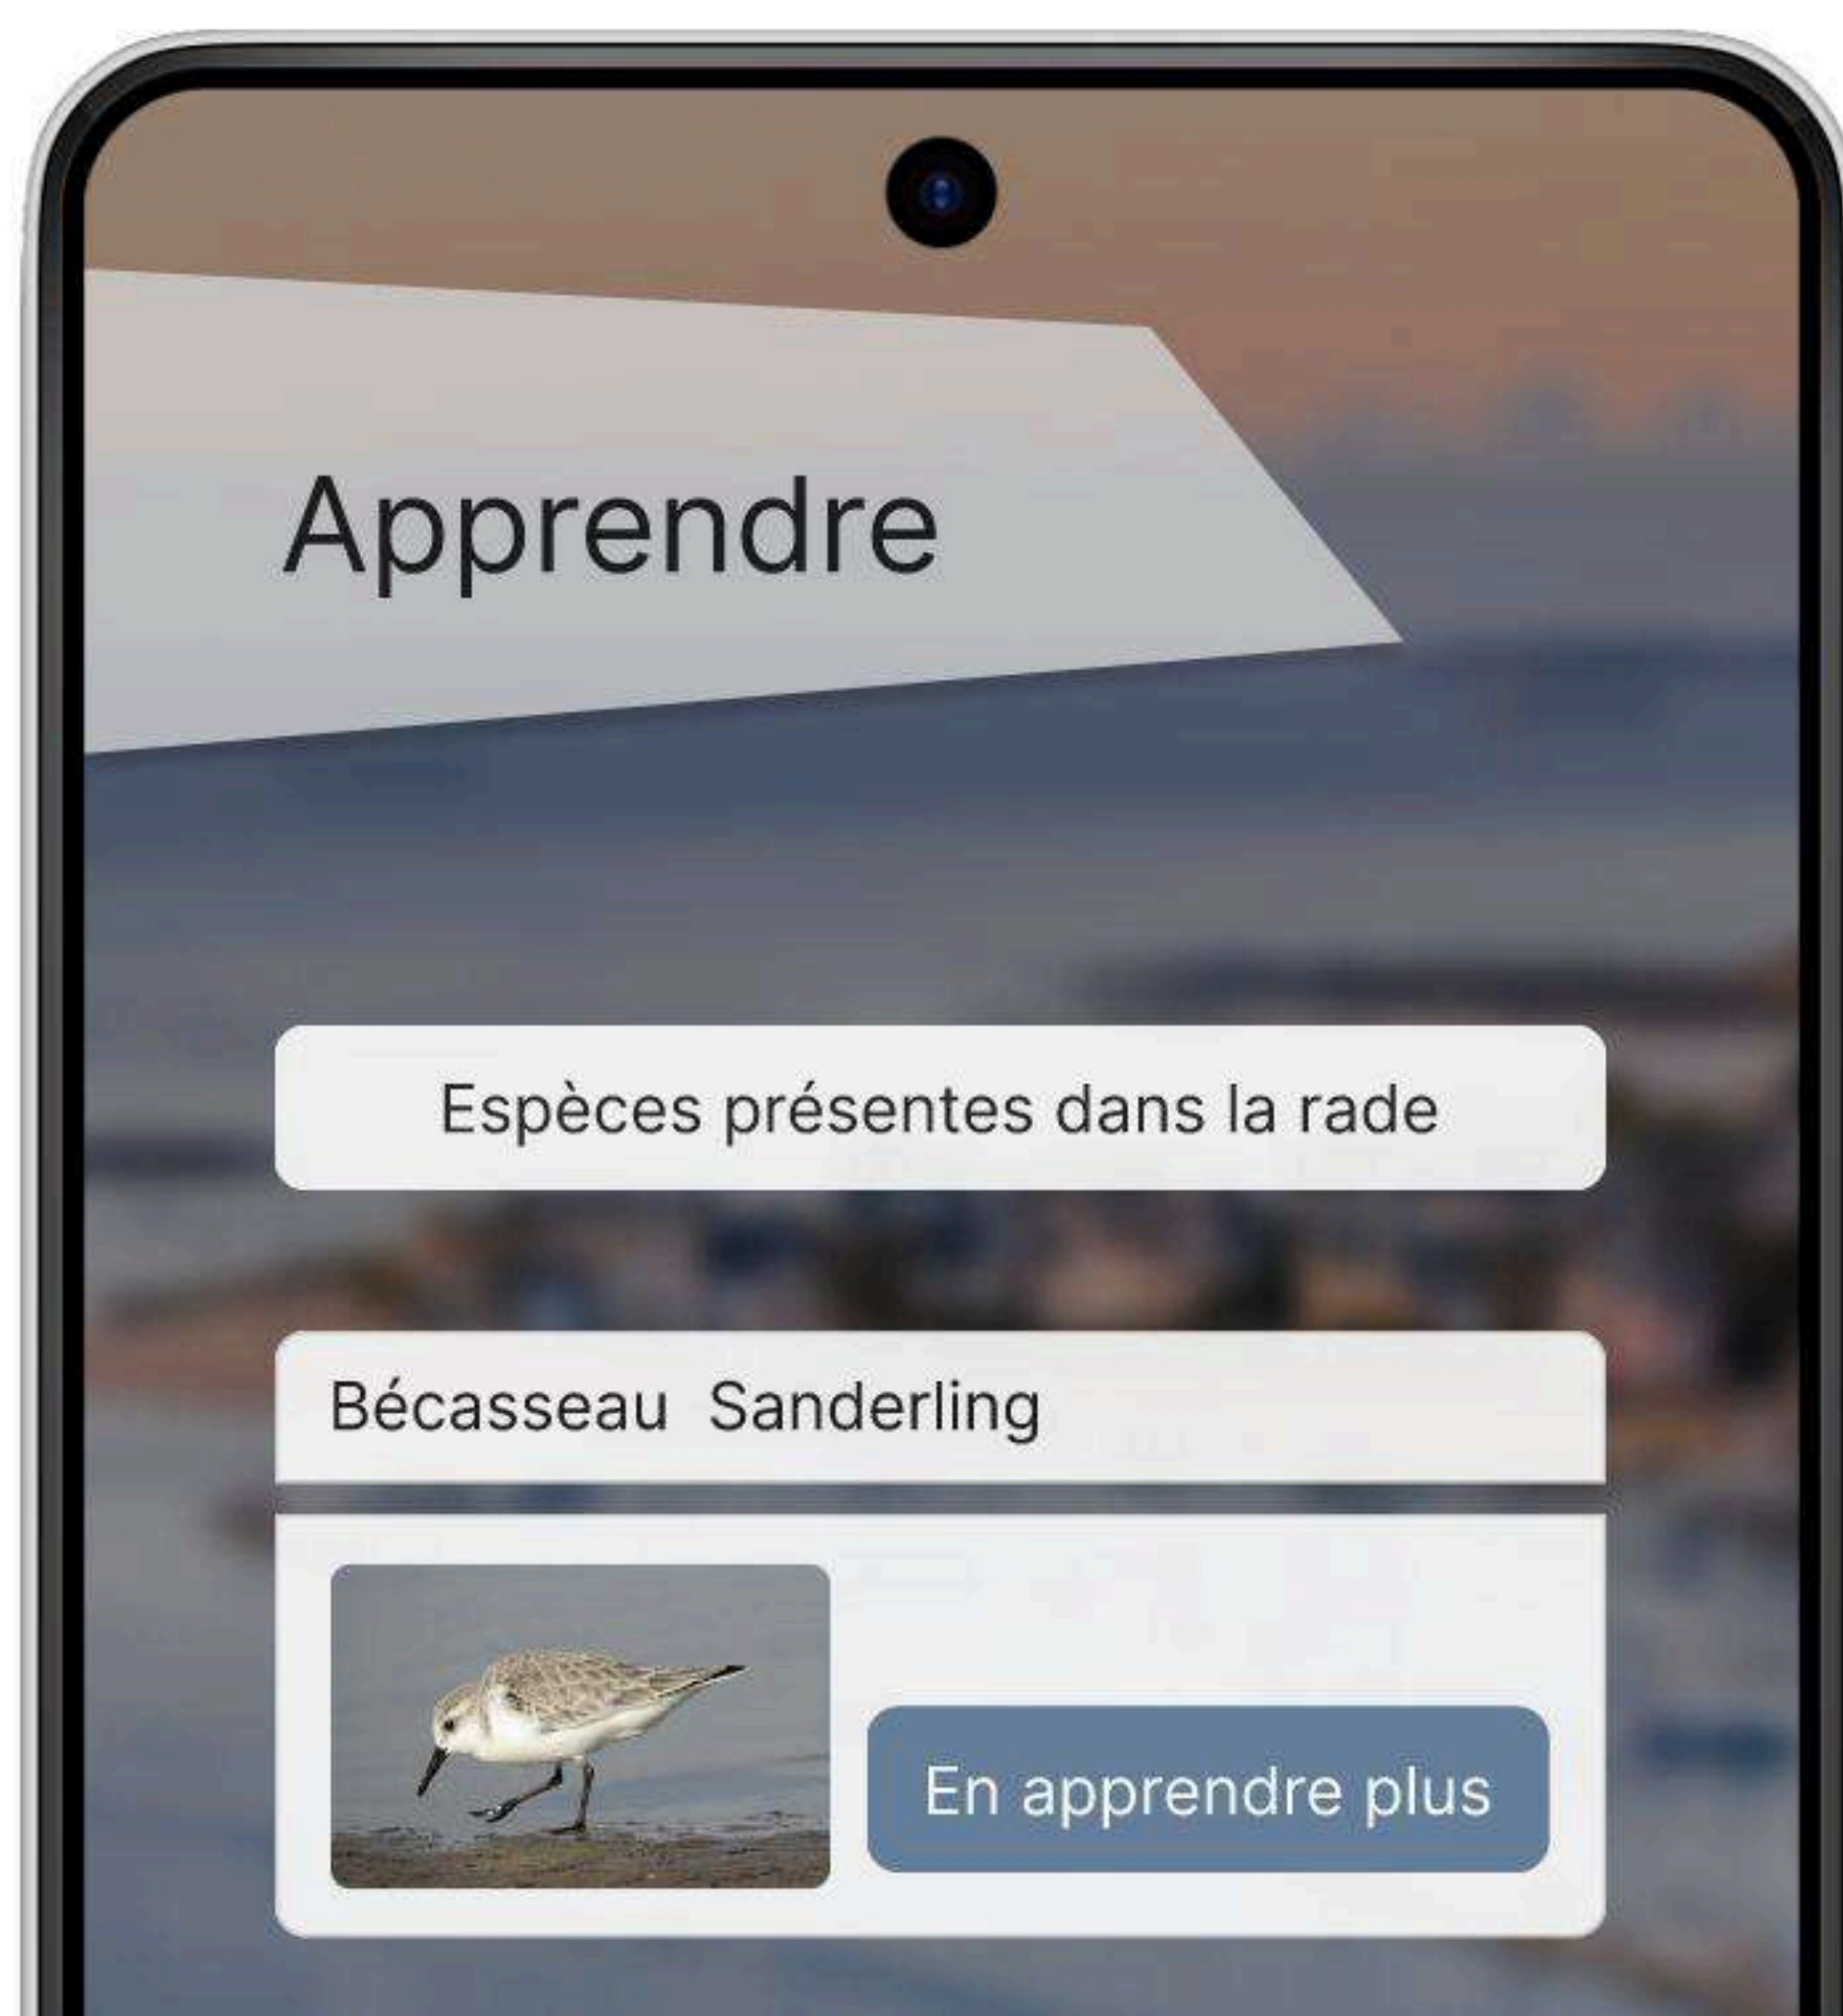 Apprendre
Espèces présentes dans la rade
Bécasseau Sanderling
En apprendre plus